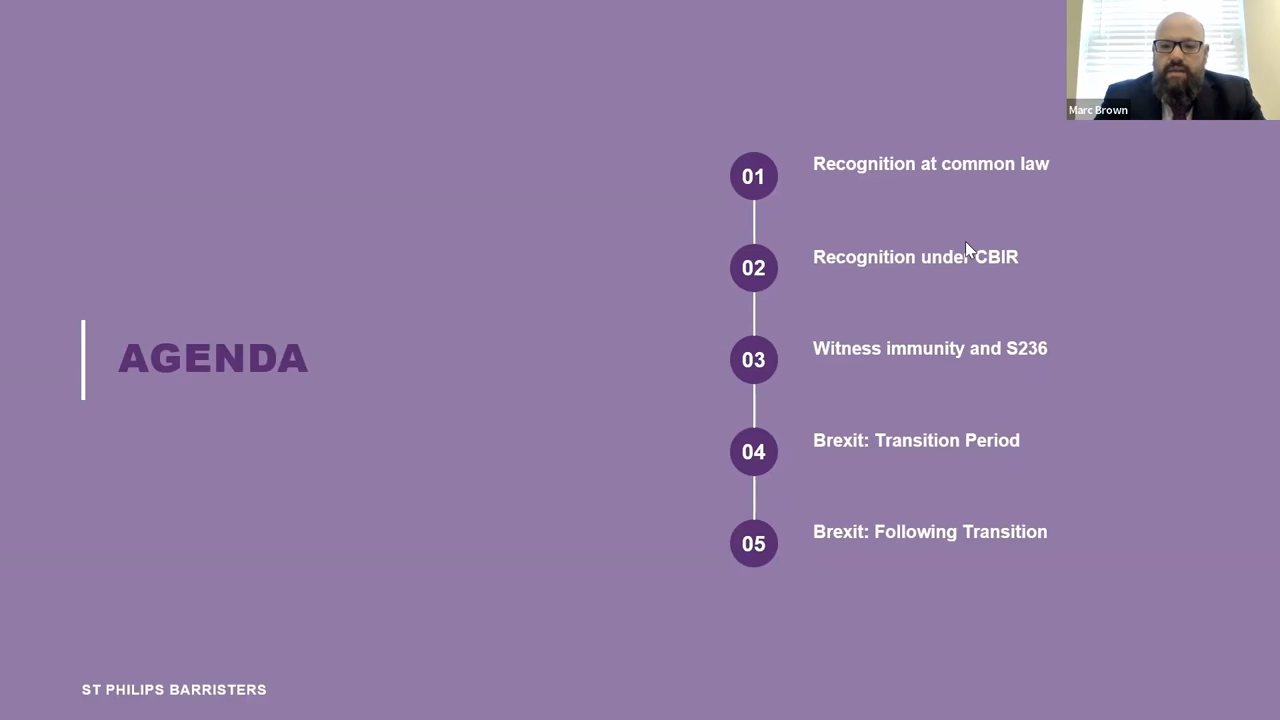 Marc Brown
01
Recognition at common law
02
Recognition under CBIR
AGENDA
03
Witness immunity and S236
04
Brexit: Transition Period
05
Brexit: Following Transition
ST PHILIPS BARRISTERS